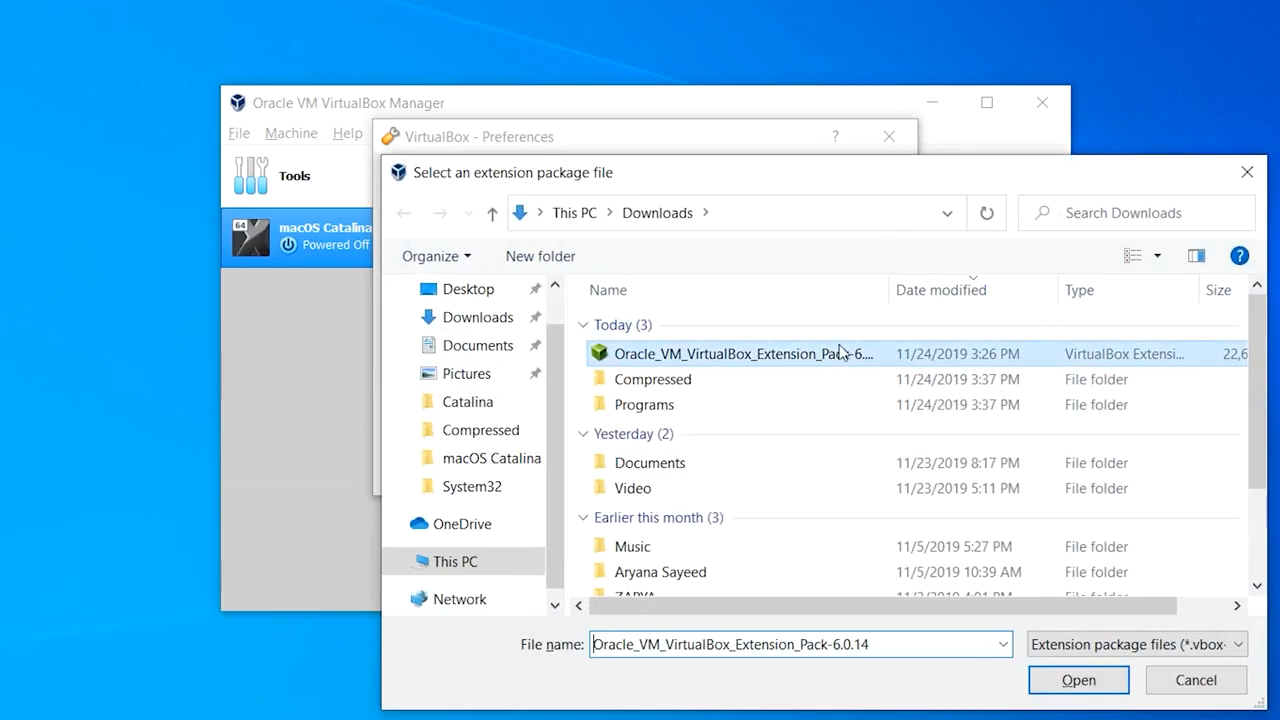 Oracle VM VirtualBox Manager
File Machine Help
VirtualBox - Preferences ?
Tools
64 macOS Catalina
Powered Off
Select an extension package file
This PC Downloads
Search Downloads
Organize New folder ?
Desktop
Downloads
Documents
Pictures
Catalina
Compressed
macOS Catalina
System32
OneDrive
This PC
Network
Name Date modified Type Size
Today (3)
Oracle_VM_VirtualBox_Extension_Pack-6.... 11/24/2019 3:26 PM VirtualBox Extensi... 22,6
Compressed 11/24/2019 3:37 PM File folder
Programs 11/24/2019 3:37 PM File folder
Yesterday (2)
Documents 11/23/2019 8:17 PM File folder
Video 11/23/2019 5:11 PM File folder
Earlier this month (3)
Music 11/5/2019 5:27 PM File folder
Aryana Sayeed 11/5/2019 10:39 AM File folder
File name: Oracle_VM_VirtualBox_Extension_Pack-6.0.14 Extension package files (*.vbox-
Open Cancel